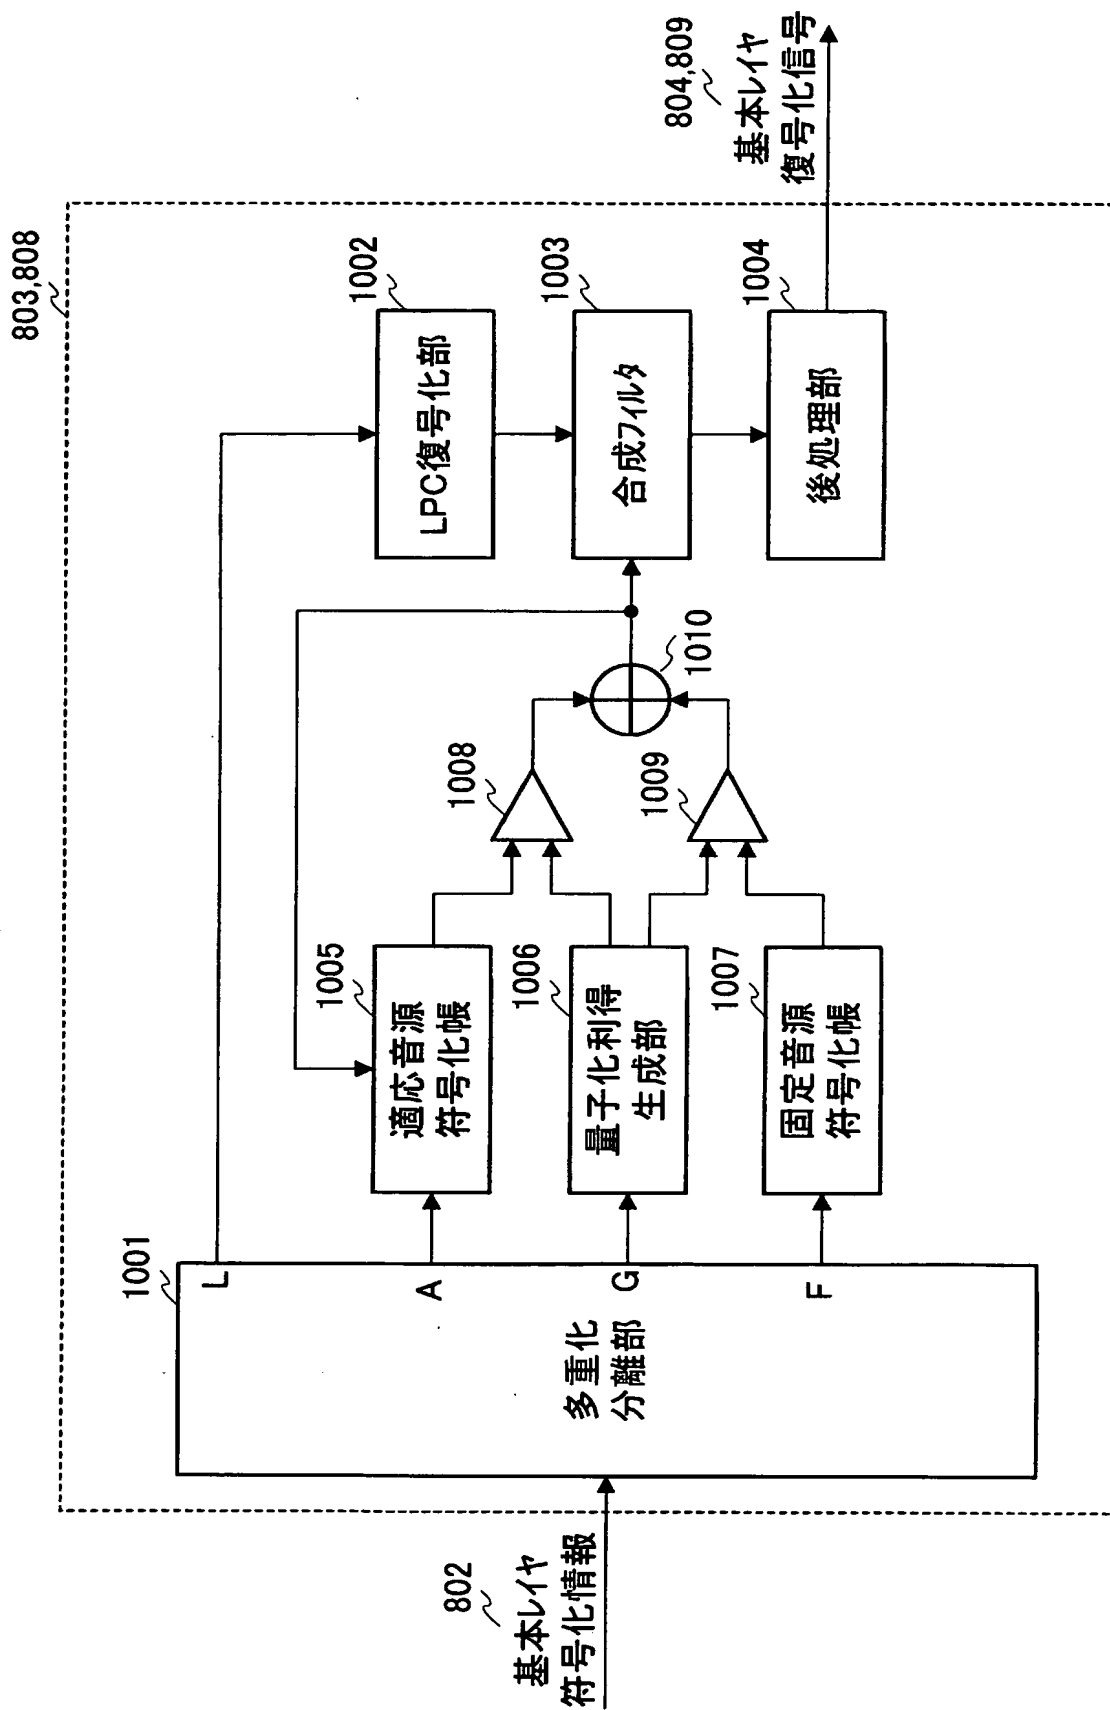 803,808
802
基本レイヤ
符号化情報
1001
多重化
分離部
L
A
G
F
1005
適応音源
符号化帳
1006
量子化利得
生成部
1007
固定音源
符号化帳
1008
1009
1010
1002
LPC復号化部
1003
合成フィルタ
1004
後処理部
804,809
基本レイヤ
復号化信号